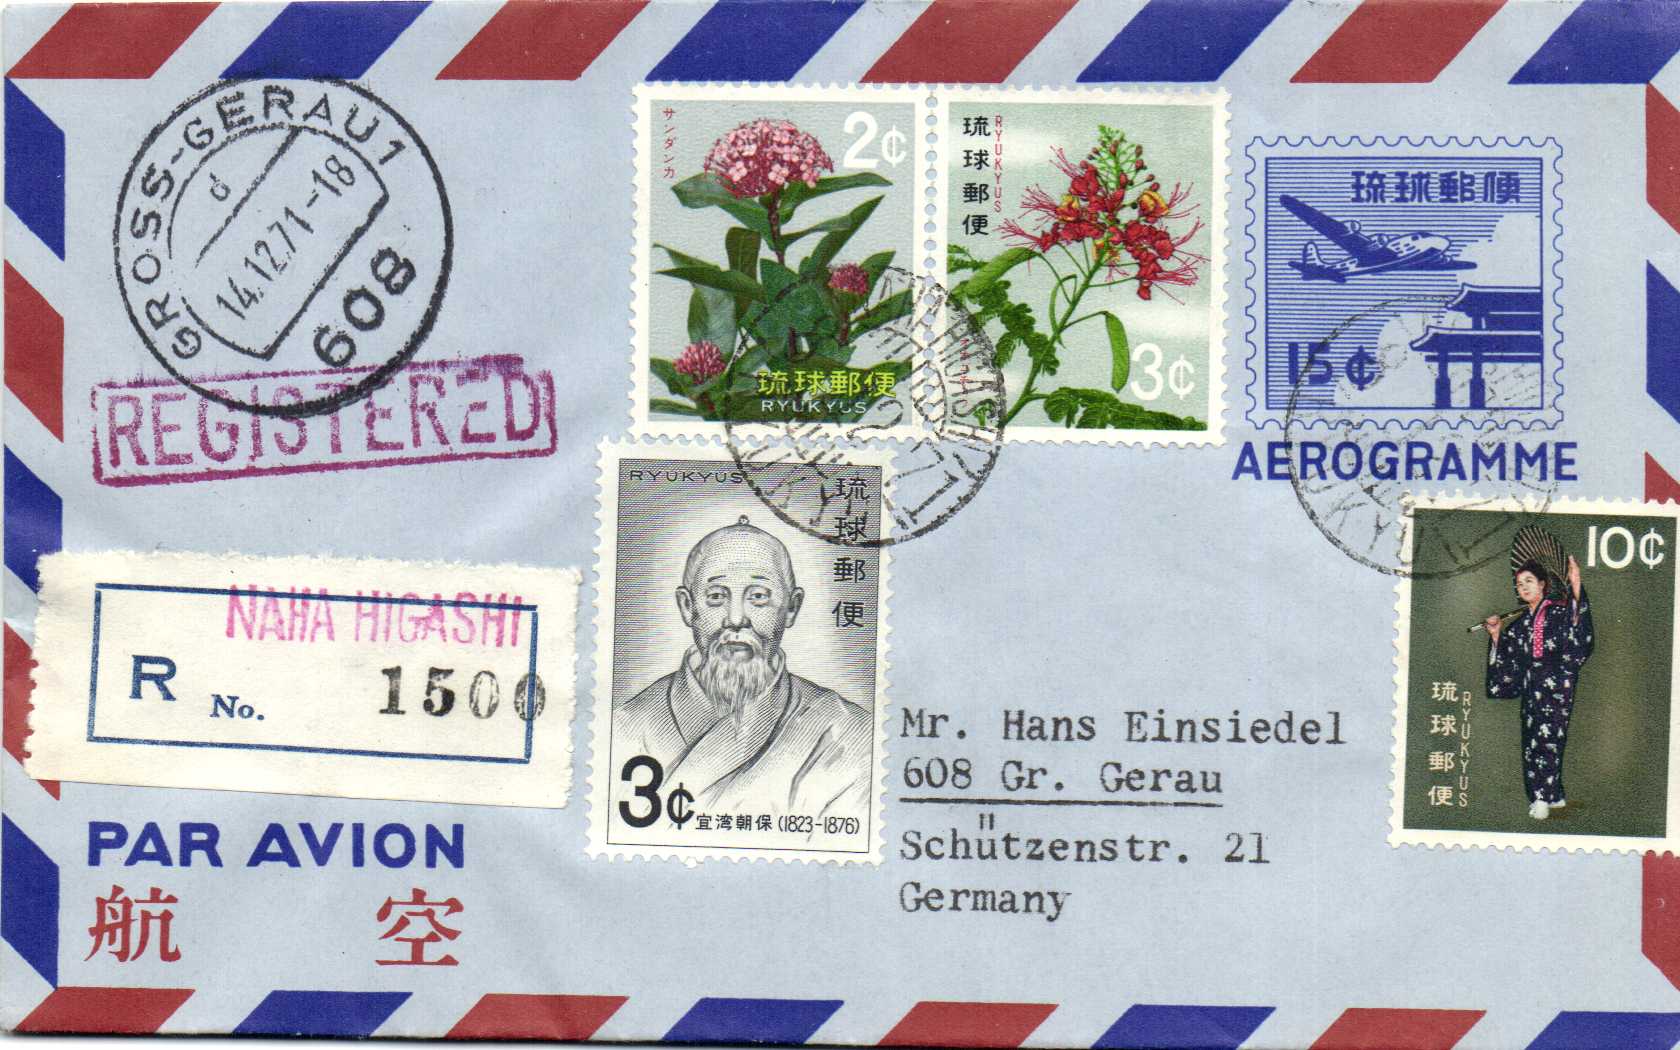 GROSS-GERAU 1
d
14.12.71-18
608
REGISTERED
サンダンカ
2¢
琉球郵便
RYUKYUS
琉球郵便
RYUKYUS
3¢
琉球郵便
15¢
AEROGRAMME
RYUKYUS
琉球郵便
3¢
宜湾朝保(1823-1876)
10¢
琉球郵便
RYUKYUS
NAHA HIGASHI
R No. 1500
Mr. Hans Einsiedel
608 Gr. Gerau
Schützenstr. 21
Germany
PAR AVION
航 空